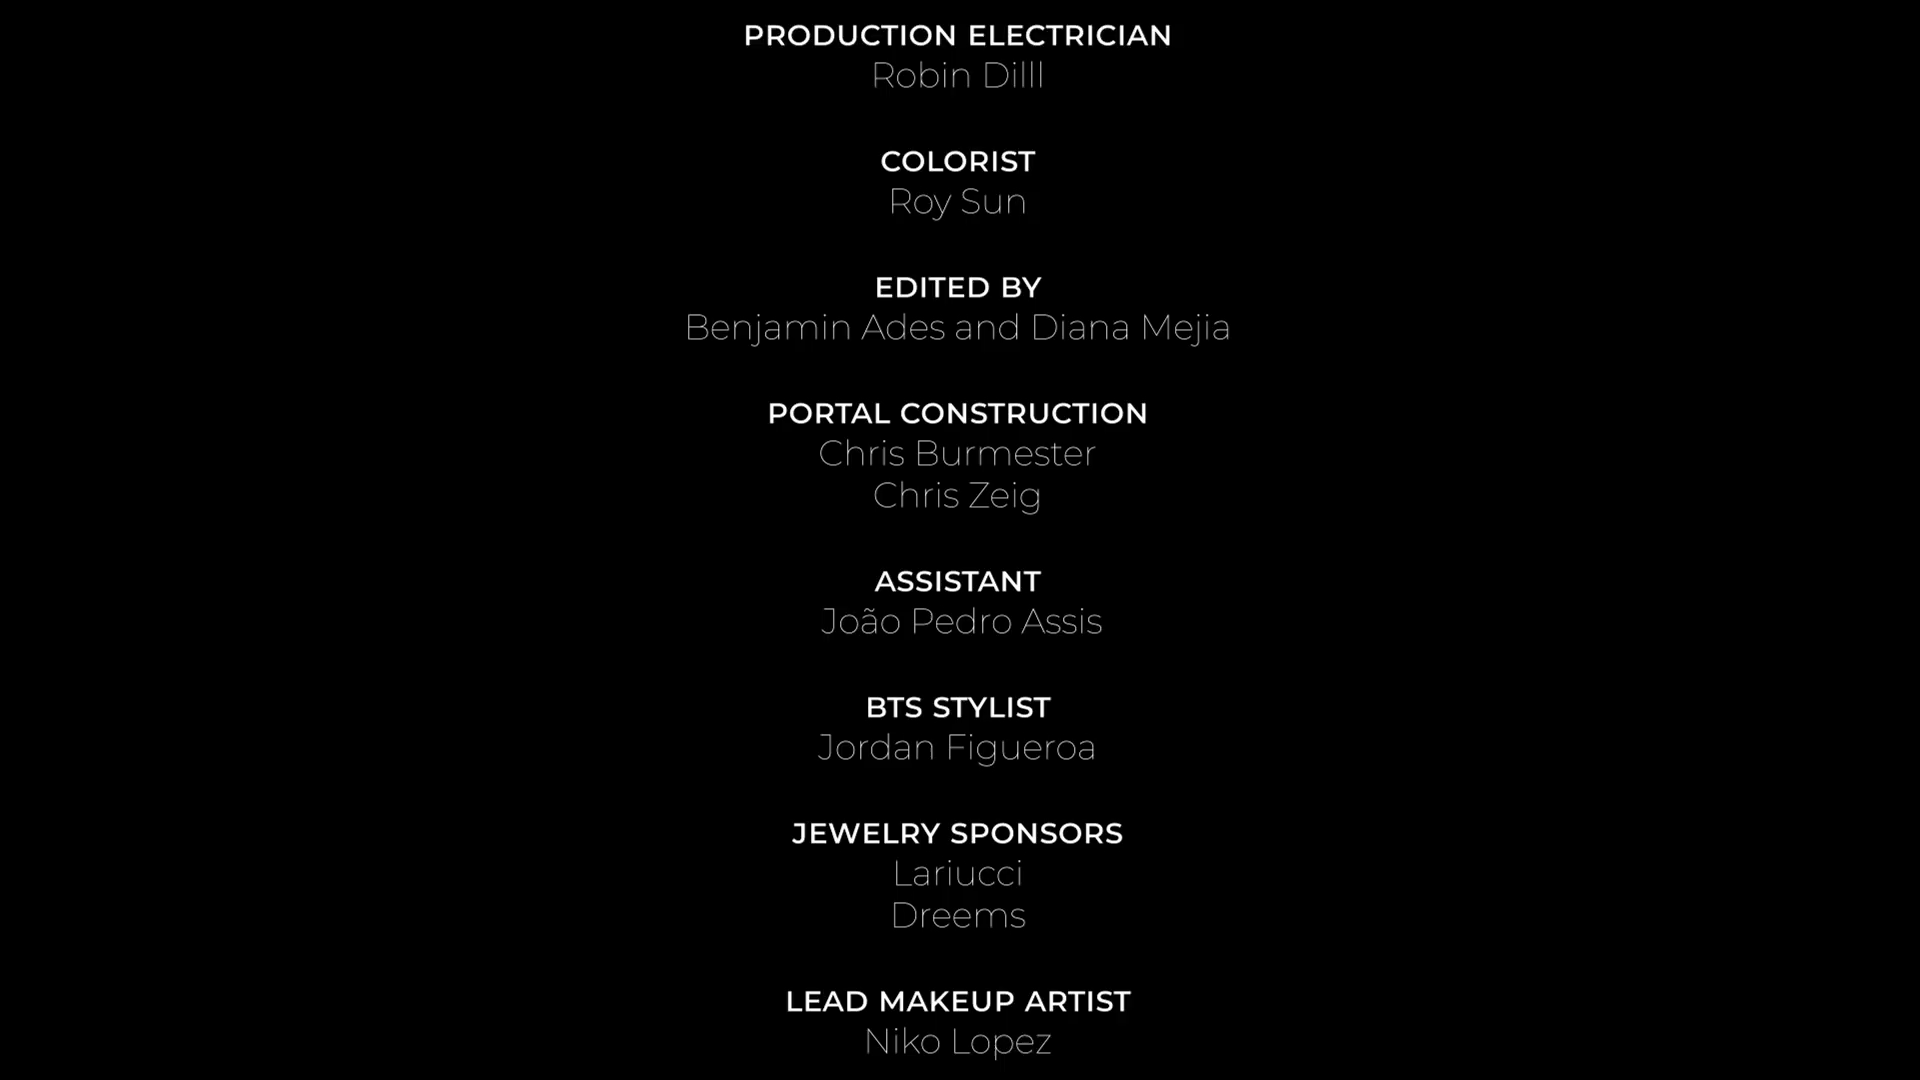 PRODUCTION ELECTRICIAN
Robin Dilll
COLORIST
Roy Sun
EDITED BY
Benjamin Ades and Diana Mejia
PORTAL CONSTRUCTION
Chris Burmester
Chris Zeig
ASSISTANT
João Pedro Assis
BTS STYLIST
Jordan Figueroa
JEWELRY SPONSORS
Lariucci
Dreems
LEAD MAKEUP ARTIST
Niko Lopez